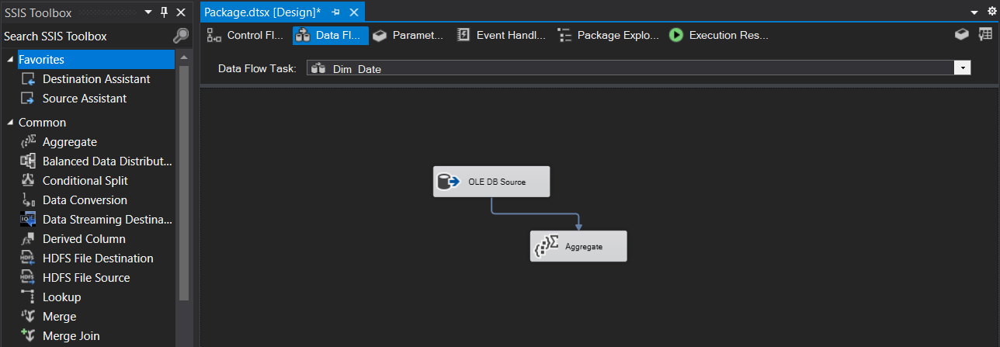 SSIS Toolbox
Search SSIS Toolbox
Favorites
Destination Assistant
Source Assistant
Common
Aggregate
Balanced Data Distribut...
Conditional Split
Data Conversion
Data Streaming Destina...
Derived Column
HDFS File Destination
HDFS File Source
Lookup
Merge
Merge Join
Package.dtsx [Design]*
Control Fl... Data Fl... Paramet... Event Handl... Package Explo... Execution Res...
Data Flow Task: Dim Date
OLE DB Source
Aggregate